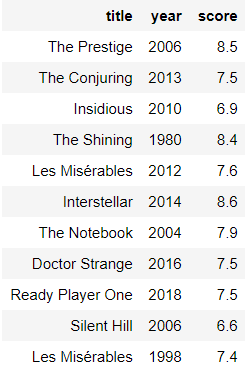 title year score
The Prestige 2006 8.5
The Conjuring 2013 7.5
Insidious 2010 6.9
The Shining 1980 8.4
Les Misérables 2012 7.6
Interstellar 2014 8.6
The Notebook 2004 7.9
Doctor Strange 2016 7.5
Ready Player One 2018 7.5
Silent Hill 2006 6.6
Les Misérables 1998 7.4